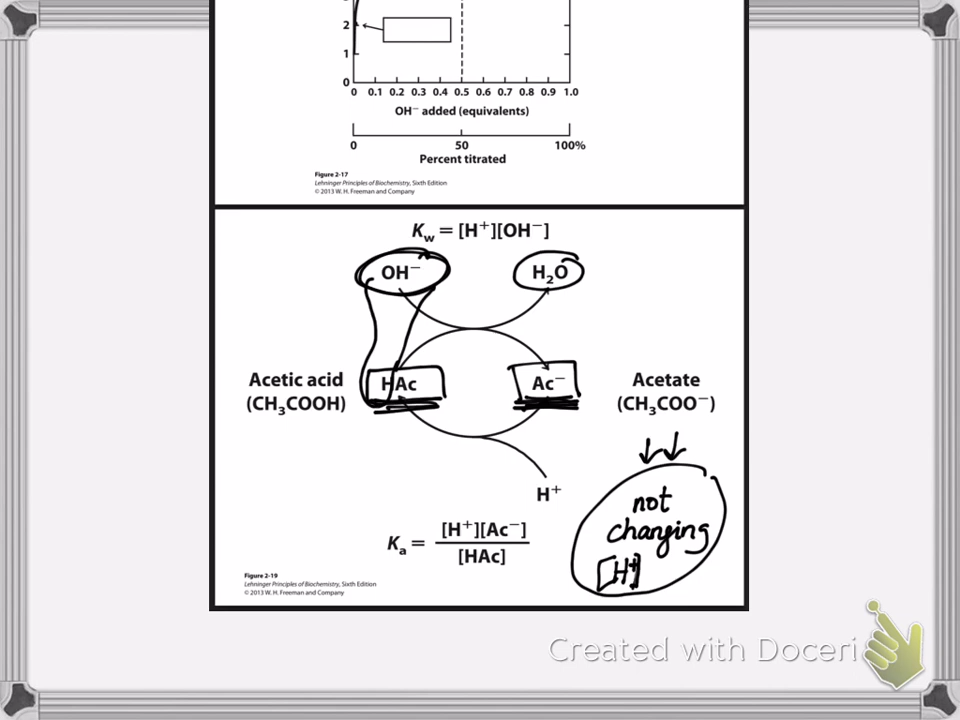 2
1
0
0 0.1 0.2 0.3 0.4 0.5 0.6 0.7 0.8 0.9 1.0
OH⁻ added (equivalents)
0 50 100%
Percent titrated
Figure 2-17
Lehninger Principles of Biochemistry, Sixth Edition
© 2013 W. H. Freeman and Company
Kw = [H⁺][OH⁻]
OH⁻ H₂O
Acetic acid
(CH₃COOH)
HAc
Ac⁻
Acetate
(CH₃COO⁻)
H⁺
not
changing
[H⁺]
Kₐ = [H⁺][Ac⁻]
[HAc]
Figure 2-19
Lehninger Principles of Biochemistry, Sixth Edition
© 2013 W. H. Freeman and Company
Created with Doceri